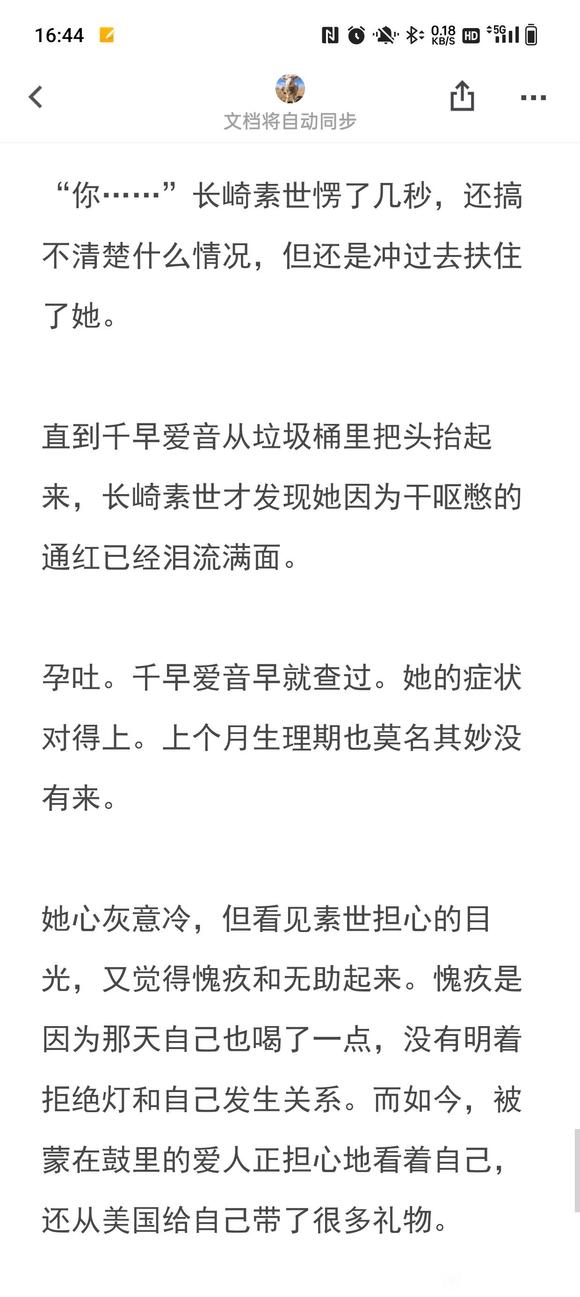 16:44
0.18
KB/S
HD
5G
文档将自动同步
“你……”长崎素世愣了几秒，还搞
不清楚什么情况，但还是冲过去扶住
了她。
直到千早爱音从垃圾桶里把头抬起
来，长崎素世才发现她因为干呕憋的
通红已经泪流满面。
孕吐。千早爱音早就查过。她的症状
对得上。上个月生理期也莫名其妙没
有来。
她心灰意冷，但看见素世担心的目
光，又觉得愧疚和无助起来。愧疚是
因为那天自己也喝了一点，没有明着
拒绝灯和自己发生关系。而如今，被
蒙在鼓里的爱人正担心地看着自己，
还从美国给自己带了很多礼物。